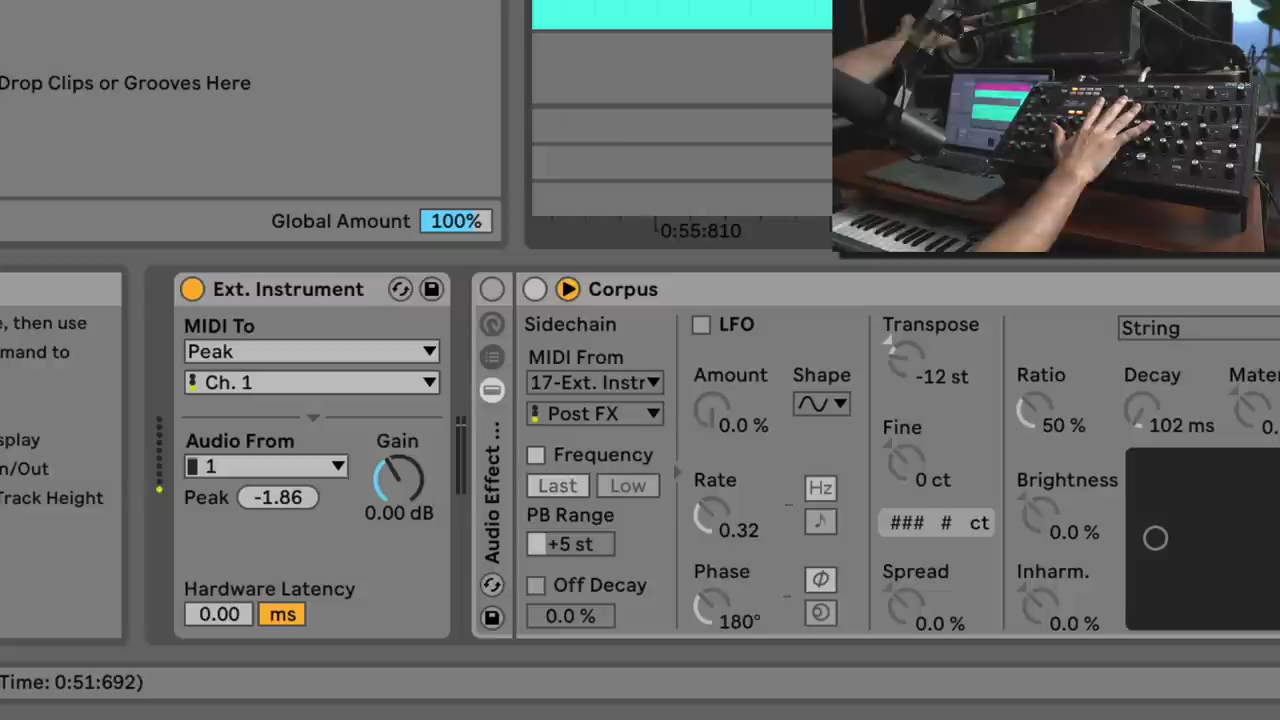 Drop Clips or Grooves Here
Global Amount 100%
0:55:810
e, then use
mand to
splay
n/Out
Track Height
Ext. Instrument
MIDI To
Peak
Ch. 1
Audio From
1
Peak -1.86
Gain
0.00 dB
Hardware Latency
0.00 ms
Audio Effect ...
Corpus
Sidechain
MIDI From
17-Ext. Instr
Post FX
Frequency
Last Low
PB Range
+5 st
Off Decay
0.0 %
LFO
Amount
0.0 %
Shape
Rate
0.32
Hz
Phase
180°
Transpose
-12 st
Fine
0 ct
### # ct
Spread
0.0 %
String
Ratio
50 %
Decay
102 ms
Mater
0.
Brightness
0.0 %
Inharm.
0.0 %
Time: 0:51:692)